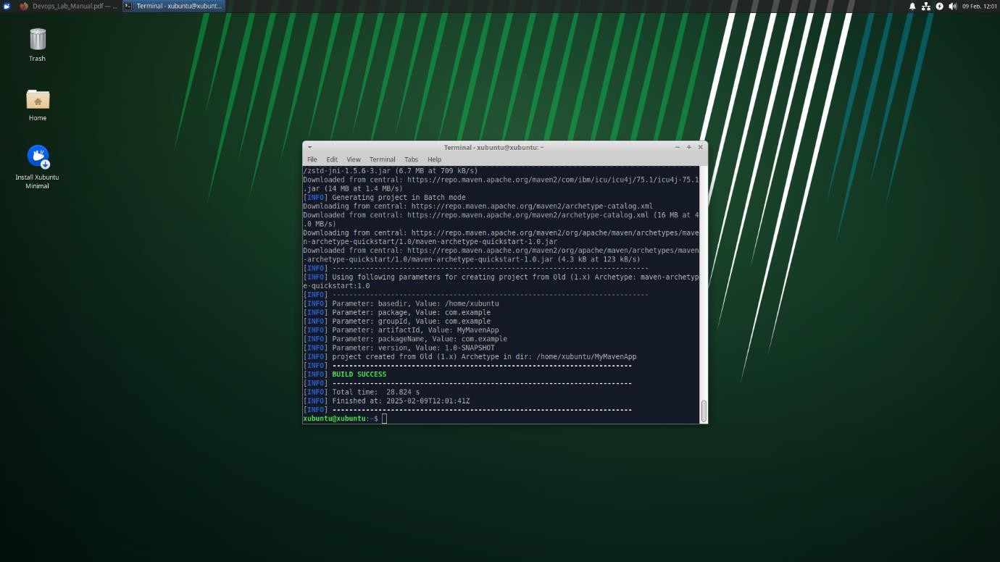 Devops_Lab_Manual.pdf — ...
Terminal - xubuntu@xubunt...
09 Feb, 12:01
Trash
Home
Install Xubuntu
Minimal
Terminal - xubuntu@xubuntu: ~
File Edit View Terminal Tabs Help
/zstd-jni-1.5.6-3.jar (6.7 MB at 709 kB/s)
Downloaded from central: https://repo.maven.apache.org/maven2/com/ibm/icu/icu4j/75.1/icu4j-75.1
.jar (14 MB at 1.4 MB/s)
[INFO] Generating project in Batch mode
Downloading from central: https://repo.maven.apache.org/maven2/archetype-catalog.xml
Downloaded from central: https://repo.maven.apache.org/maven2/archetype-catalog.xml (16 MB at 4
.0 MB/s)
Downloading from central: https://repo.maven.apache.org/maven2/org/apache/maven/archetypes/mave
n-archetype-quickstart/1.0/maven-archetype-quickstart-1.0.jar
Downloaded from central: https://repo.maven.apache.org/maven2/org/apache/maven/archetypes/maven
-archetype-quickstart/1.0/maven-archetype-quickstart-1.0.jar (4.3 kB at 123 kB/s)
[INFO] ----------------------------------------------------------------------------
[INFO] Using following parameters for creating project from Old (1.x) Archetype: maven-archetyp
e-quickstart:1.0
[INFO] ----------------------------------------------------------------------------
[INFO] Parameter: basedir, Value: /home/xubuntu
[INFO] Parameter: package, Value: com.example
[INFO] Parameter: groupId, Value: com.example
[INFO] Parameter: artifactId, Value: MyMavenApp
[INFO] Parameter: packageName, Value: com.example
[INFO] Parameter: version, Value: 1.0-SNAPSHOT
[INFO] project created from Old (1.x) Archetype in dir: /home/xubuntu/MyMavenApp
[INFO] ------------------------------------------------------------------------
[INFO] BUILD SUCCESS
[INFO] ------------------------------------------------------------------------
[INFO] Total time:  28.824 s
[INFO] Finished at: 2025-02-09T12:01:41Z
[INFO] ------------------------------------------------------------------------
xubuntu@xubuntu:~$